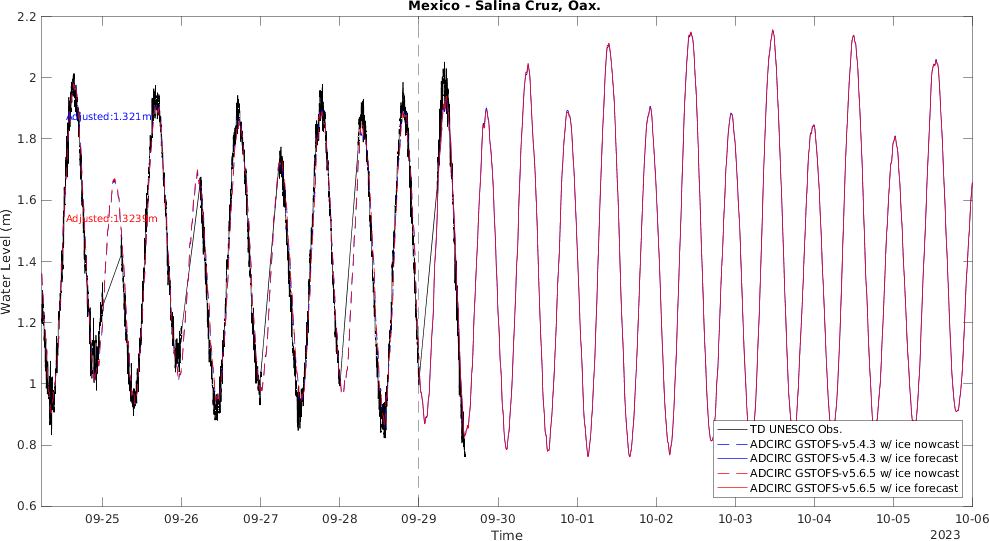 Mexico - Salina Cruz, Oax.
2.2
2
1.8
1.6
1.4
1.2
1
0.8
0.6
Water Level (m)
Adjusted:1.321m
Adjusted:1.3239m
TD UNESCO Obs.
ADCIRC GSTOFS-v5.4.3 w/ ice nowcast
ADCIRC GSTOFS-v5.4.3 w/ ice forecast
ADCIRC GSTOFS-v5.6.5 w/ ice nowcast
ADCIRC GSTOFS-v5.6.5 w/ ice forecast
09-25 09-26 09-27 09-28 09-29 09-30 10-01 10-02 10-03 10-04 10-05 10-06
Time
2023